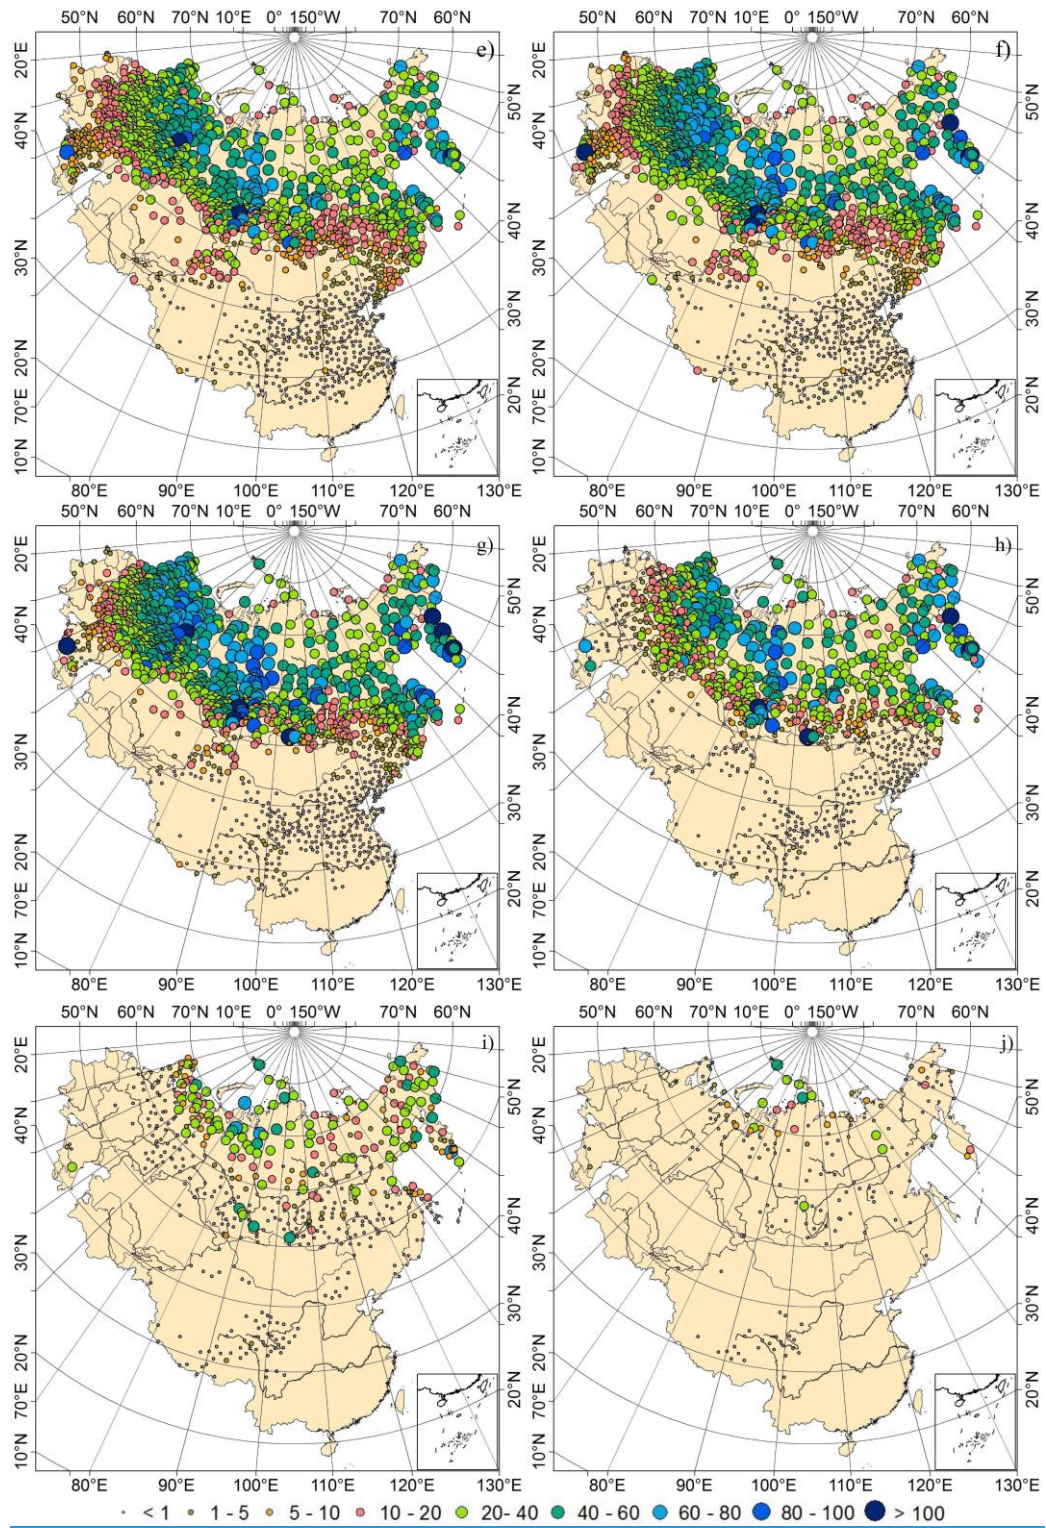 50°N 60°N 70°N 10°E 0° 150°W 70°N 60°N
50°N 60°N 70°N 10°E 0° 150°W 70°N 60°N
e)
f)
20°E 50°N 20°E 50°N
40°N 40°N 40°N 40°N
30°N 30°N 30°N 30°N
20°N 20°N 20°N 20°N
70°E 70°E
10°N 10°N
80°E 90°E 100°E 110°E 120°E 130°E
80°E 90°E 100°E 110°E 120°E 130°E
50°N 60°N 70°N 10°E 0° 150°W 70°N 60°N
50°N 60°N 70°N 10°E 0° 150°W 70°N 60°N
g)
h)
20°E 50°N 20°E 50°N
40°N 40°N 40°N 40°N
30°N 30°N 30°N 30°N
20°N 20°N 20°N 20°N
70°E 70°E
10°N 10°N
80°E 90°E 100°E 110°E 120°E 130°E
80°E 90°E 100°E 110°E 120°E 130°E
50°N 60°N 70°N 10°E 0° 150°W 70°N 60°N
50°N 60°N 70°N 10°E 0° 150°W 70°N 60°N
i)
j)
20°E 50°N 20°E 50°N
40°N 40°N 40°N 40°N
30°N 30°N 30°N 30°N
20°N 20°N 20°N 20°N
70°E 70°E
10°N 10°N
80°E 90°E 100°E 110°E 120°E 130°E
80°E 90°E 100°E 110°E 120°E 130°E
< 1 1 - 5 5 - 10 10 - 20 20- 40 40 - 60 60 - 80 80 - 100 > 100